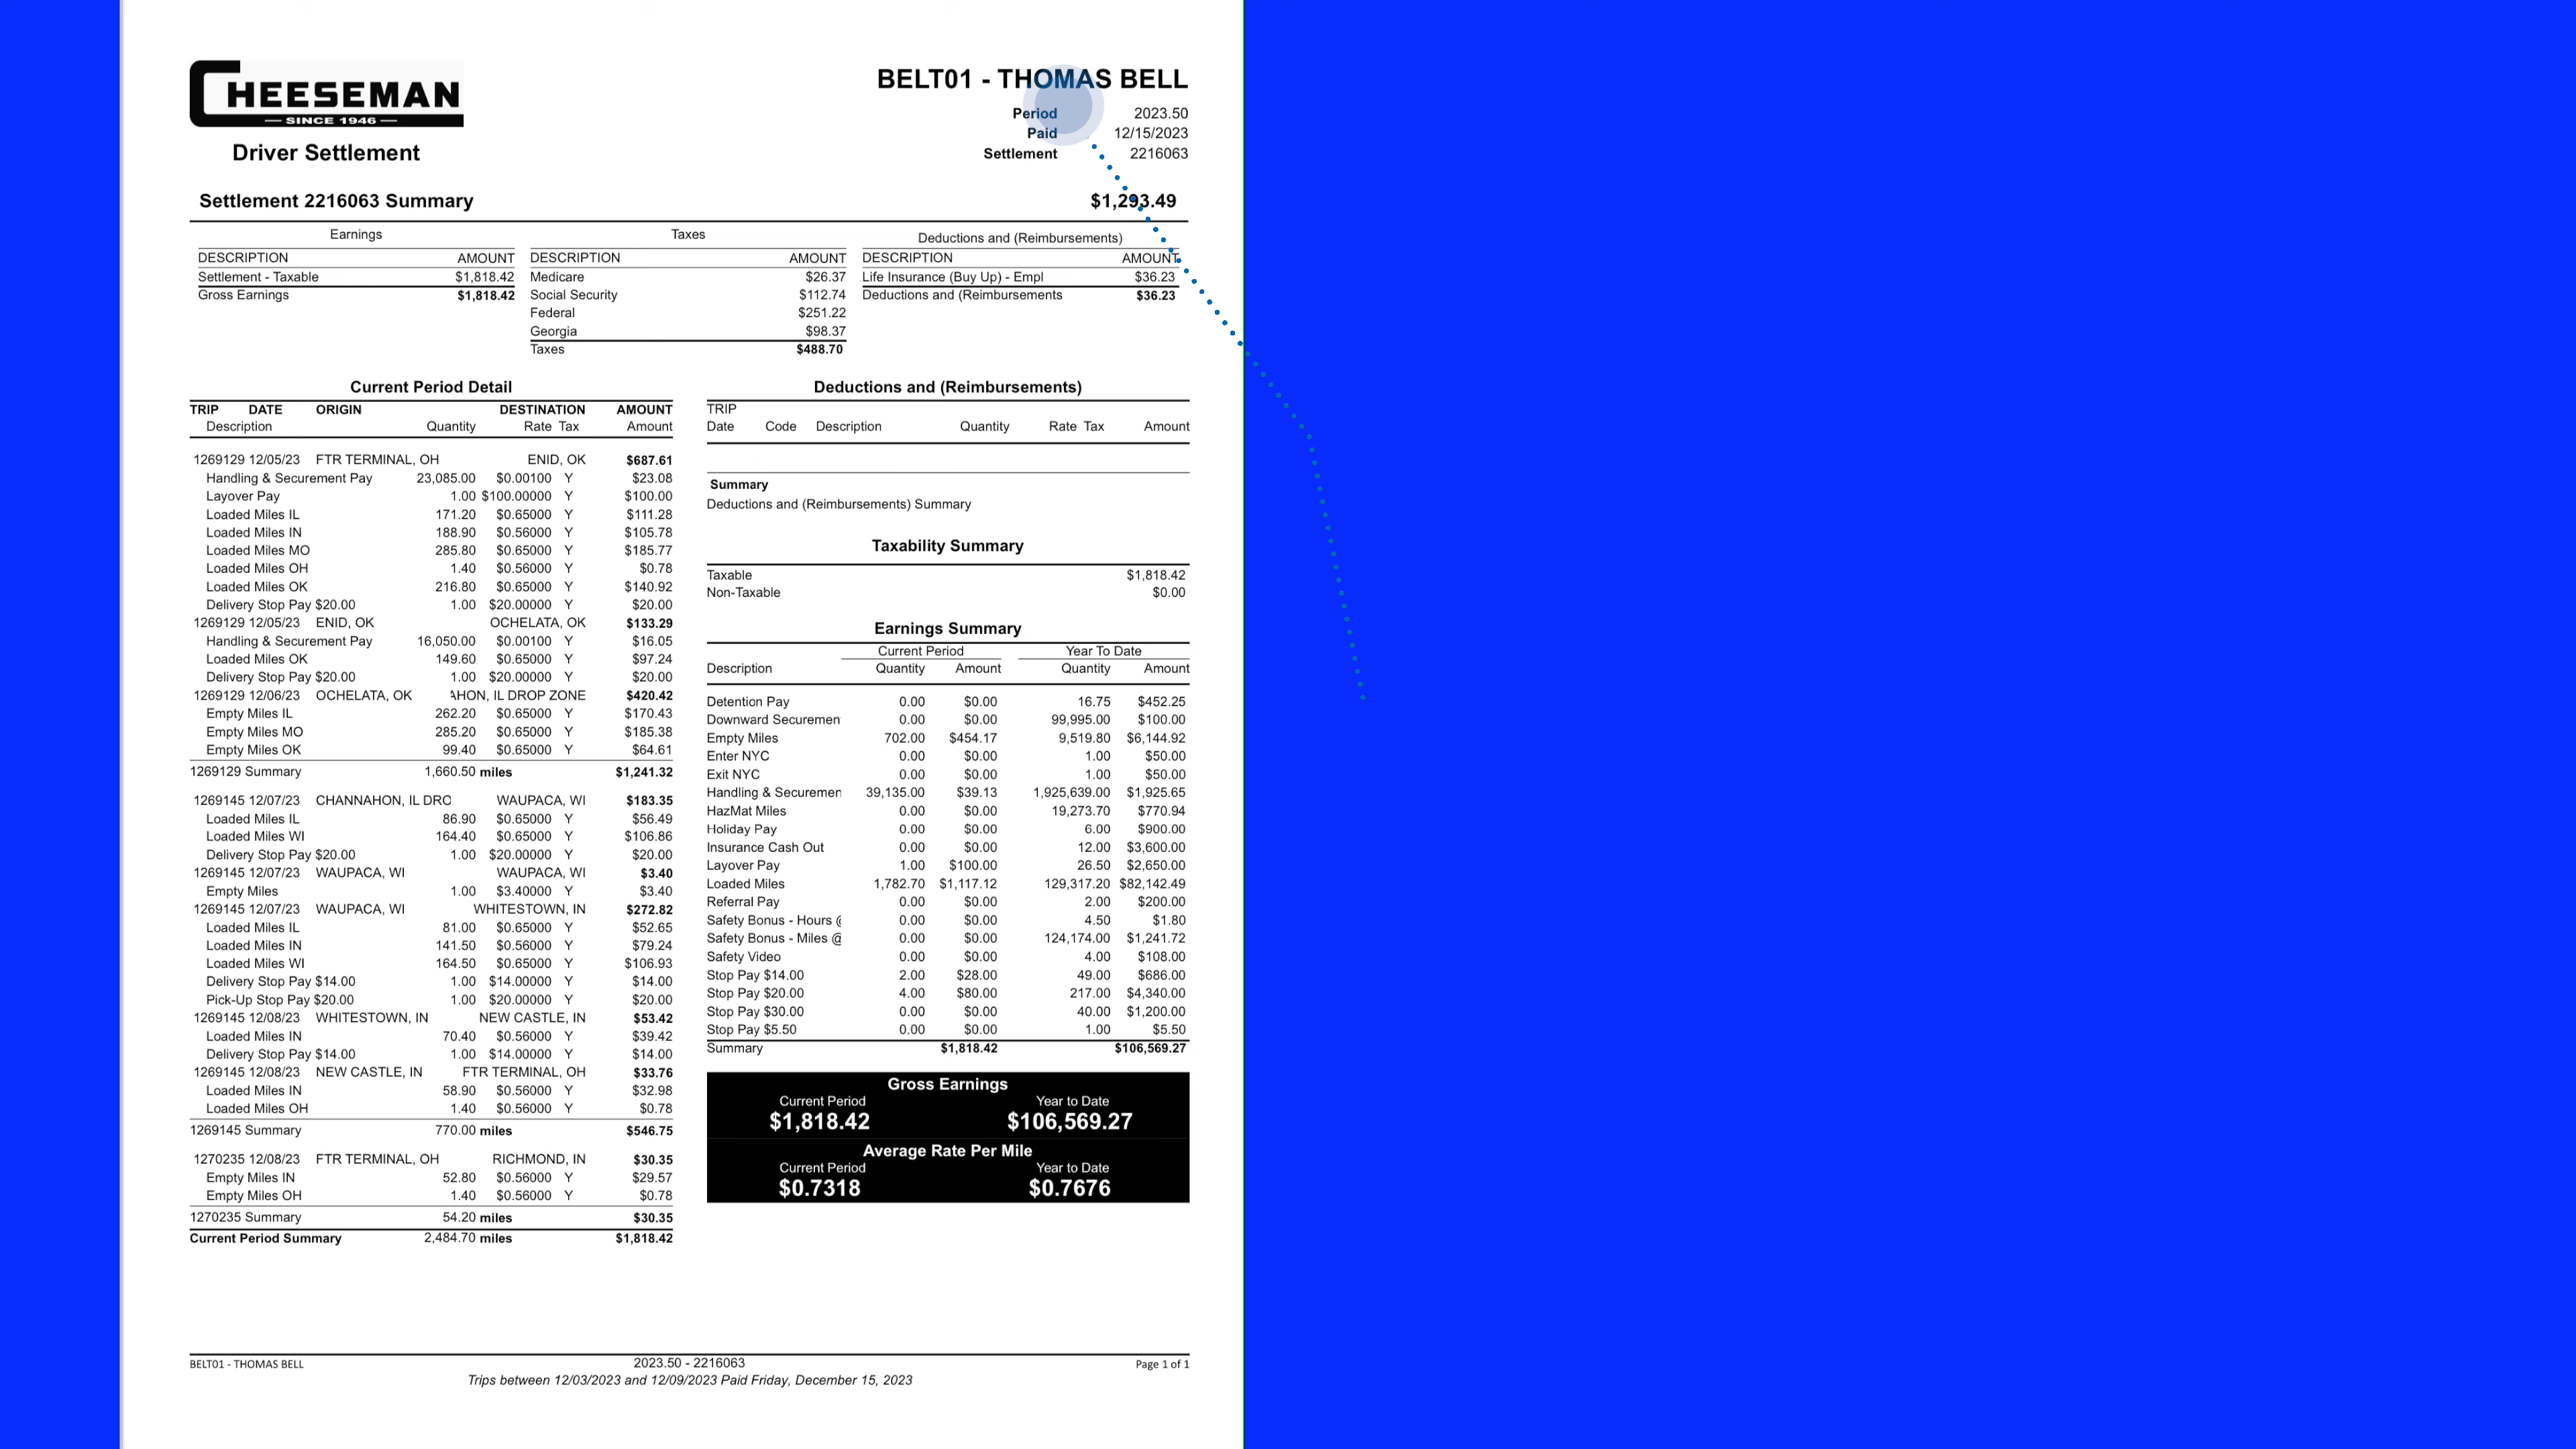 CHEESEMAN
SINCE 1946
Driver Settlement
BELT01 - THOMAS BELL
Period 2023.50
Paid 12/15/2023
Settlement 2216063
Settlement 2216063 Summary $1,293.49
Earnings Taxes Deductions and (Reimbursements)
DESCRIPTION AMOUNT DESCRIPTION AMOUNT DESCRIPTION AMOUNT
Settlement - Taxable $1,818.42 Medicare $26.37 Life Insurance (Buy Up) - Empl $36.23
Gross Earnings $1,818.42 Social Security $112.74 Deductions and (Reimbursements $36.23
Federal $251.22
Georgia $98.37
Taxes $488.70
Current Period Detail
TRIP DATE ORIGIN DESTINATION AMOUNT
Description Quantity Rate Tax Amount
1269129 12/05/23 FTR TERMINAL, OH ENID, OK $687.61
Handling & Securement Pay 23,085.00 $0.00100 Y $23.08
Layover Pay 1.00 $100.00000 Y $100.00
Loaded Miles IL 171.20 $0.65000 Y $111.28
Loaded Miles IN 188.90 $0.56000 Y $105.78
Loaded Miles MO 285.80 $0.65000 Y $185.77
Loaded Miles OH 1.40 $0.56000 Y $0.78
Loaded Miles OK 216.80 $0.65000 Y $140.92
Delivery Stop Pay $20.00 1.00 $20.00000 Y $20.00
1269129 12/05/23 ENID, OK OCHELATA, OK $133.29
Handling & Securement Pay 16,050.00 $0.00100 Y $16.05
Loaded Miles OK 149.60 $0.65000 Y $97.24
Delivery Stop Pay $20.00 1.00 $20.00000 Y $20.00
1269129 12/06/23 OCHELATA, OK AHON, IL DROP ZONE $420.42
Empty Miles IL 262.20 $0.65000 Y $170.43
Empty Miles MO 285.20 $0.65000 Y $185.38
Empty Miles OK 99.40 $0.65000 Y $64.61
1269129 Summary 1,660.50 miles $1,241.32
1269145 12/07/23 CHANNAHON, IL DRO WAUPACA, WI $183.35
Loaded Miles IL 86.90 $0.65000 Y $56.49
Loaded Miles WI 164.40 $0.65000 Y $106.86
Delivery Stop Pay $20.00 1.00 $20.00000 Y $20.00
1269145 12/07/23 WAUPACA, WI WAUPACA, WI $3.40
Empty Miles 1.00 $3.40000 Y $3.40
1269145 12/07/23 WAUPACA, WI WHITESTOWN, IN $272.82
Loaded Miles IL 81.00 $0.65000 Y $52.65
Loaded Miles IN 141.50 $0.56000 Y $79.24
Loaded Miles WI 164.50 $0.65000 Y $106.93
Delivery Stop Pay $14.00 1.00 $14.00000 Y $14.00
Pick-Up Stop Pay $20.00 1.00 $20.00000 Y $20.00
1269145 12/08/23 WHITESTOWN, IN NEW CASTLE, IN $53.42
Loaded Miles IN 70.40 $0.56000 Y $39.42
Delivery Stop Pay $14.00 1.00 $14.00000 Y $14.00
1269145 12/08/23 NEW CASTLE, IN FTR TERMINAL, OH $33.76
Loaded Miles IN 58.90 $0.56000 Y $32.98
Loaded Miles OH 1.40 $0.56000 Y $0.78
1269145 Summary 770.00 miles $546.75
1270235 12/08/23 FTR TERMINAL, OH RICHMOND, IN $30.35
Empty Miles IN 52.80 $0.56000 Y $29.57
Empty Miles OH 1.40 $0.56000 Y $0.78
1270235 Summary 54.20 miles $30.35
Current Period Summary 2,484.70 miles $1,818.42
Deductions and (Reimbursements)
TRIP
Date Code Description Quantity Rate Tax Amount
Summary
Deductions and (Reimbursements) Summary
Taxability Summary
Taxable $1,818.42
Non-Taxable $0.00
Earnings Summary
Current Period Year To Date
Description Quantity Amount Quantity Amount
Detention Pay 0.00 $0.00 16.75 $452.25
Downward Securemen 0.00 $0.00 99,995.00 $100.00
Empty Miles 702.00 $454.17 9,519.80 $6,144.92
Enter NYC 0.00 $0.00 1.00 $50.00
Exit NYC 0.00 $0.00 1.00 $50.00
Handling & Securemen 39,135.00 $39.13 1,925,639.00 $1,925.65
HazMat Miles 0.00 $0.00 19,273.70 $770.94
Holiday Pay 0.00 $0.00 6.00 $900.00
Insurance Cash Out 0.00 $0.00 12.00 $3,600.00
Layover Pay 1.00 $100.00 26.50 $2,650.00
Loaded Miles 1,782.70 $1,117.12 129,317.20 $82,142.49
Referral Pay 0.00 $0.00 2.00 $200.00
Safety Bonus - Hours @ 0.00 $0.00 4.50 $1.80
Safety Bonus - Miles @ 0.00 $0.00 124,174.00 $1,241.72
Safety Video 0.00 $0.00 4.00 $108.00
Stop Pay $14.00 2.00 $28.00 49.00 $686.00
Stop Pay $20.00 4.00 $80.00 217.00 $4,340.00
Stop Pay $30.00 0.00 $0.00 40.00 $1,200.00
Stop Pay $5.50 0.00 $0.00 1.00 $5.50
Summary $1,818.42 $106,569.27
Gross Earnings
Current Period Year to Date
$1,818.42 $106,569.27
Average Rate Per Mile
Current Period Year to Date
$0.7318 $0.7676
BELT01 - THOMAS BELL 2023.50 - 2216063 Page 1 of 1
Trips between 12/03/2023 and 12/09/2023 Paid Friday, December 15, 2023